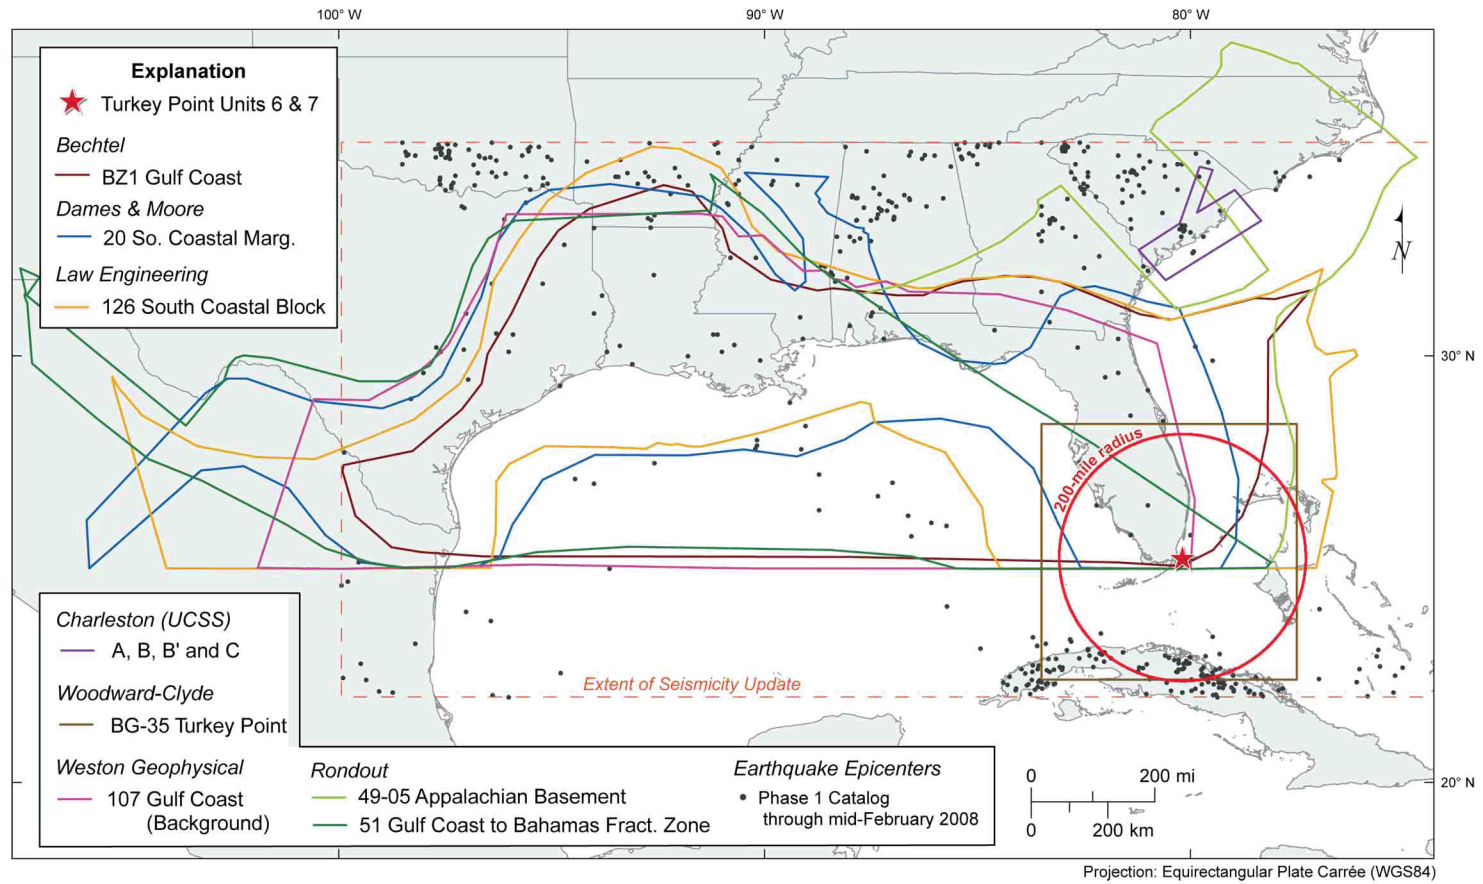 100° W
90° W
80° W
Explanation
Turkey Point Units 6 & 7
Bechtel
BZ1 Gulf Coast
Dames & Moore
20 So. Coastal Marg.
Law Engineering
126 South Coastal Block
N
30° N
200-mile radius
Charleston (UCSS)
A, B, B' and C
Woodward-Clyde
BG-35 Turkey Point
Weston Geophysical
107 Gulf Coast
(Background)
Extent of Seismicity Update
Rondout
49-05 Appalachian Basement
51 Gulf Coast to Bahamas Fract. Zone
Earthquake Epicenters
Phase 1 Catalog
through mid-February 2008
0 200 mi
0 200 km
20° N
Projection: Equirectangular Plate Carrée (WGS84)